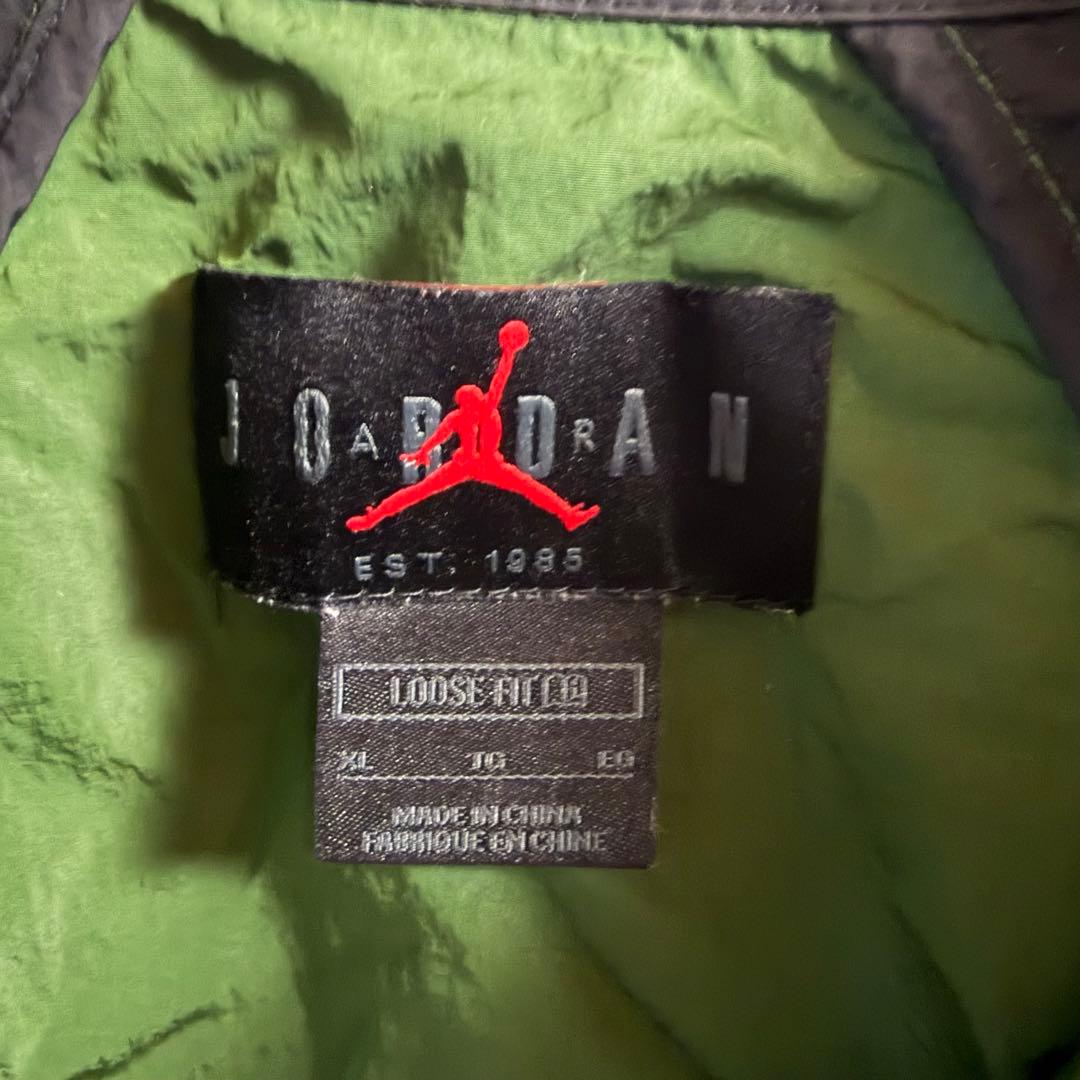 JORDAN
AIR
EST. 1985
LOOSE FIT
XL TG EG
MADE IN CHINA
FABRIQUE EN CHINE